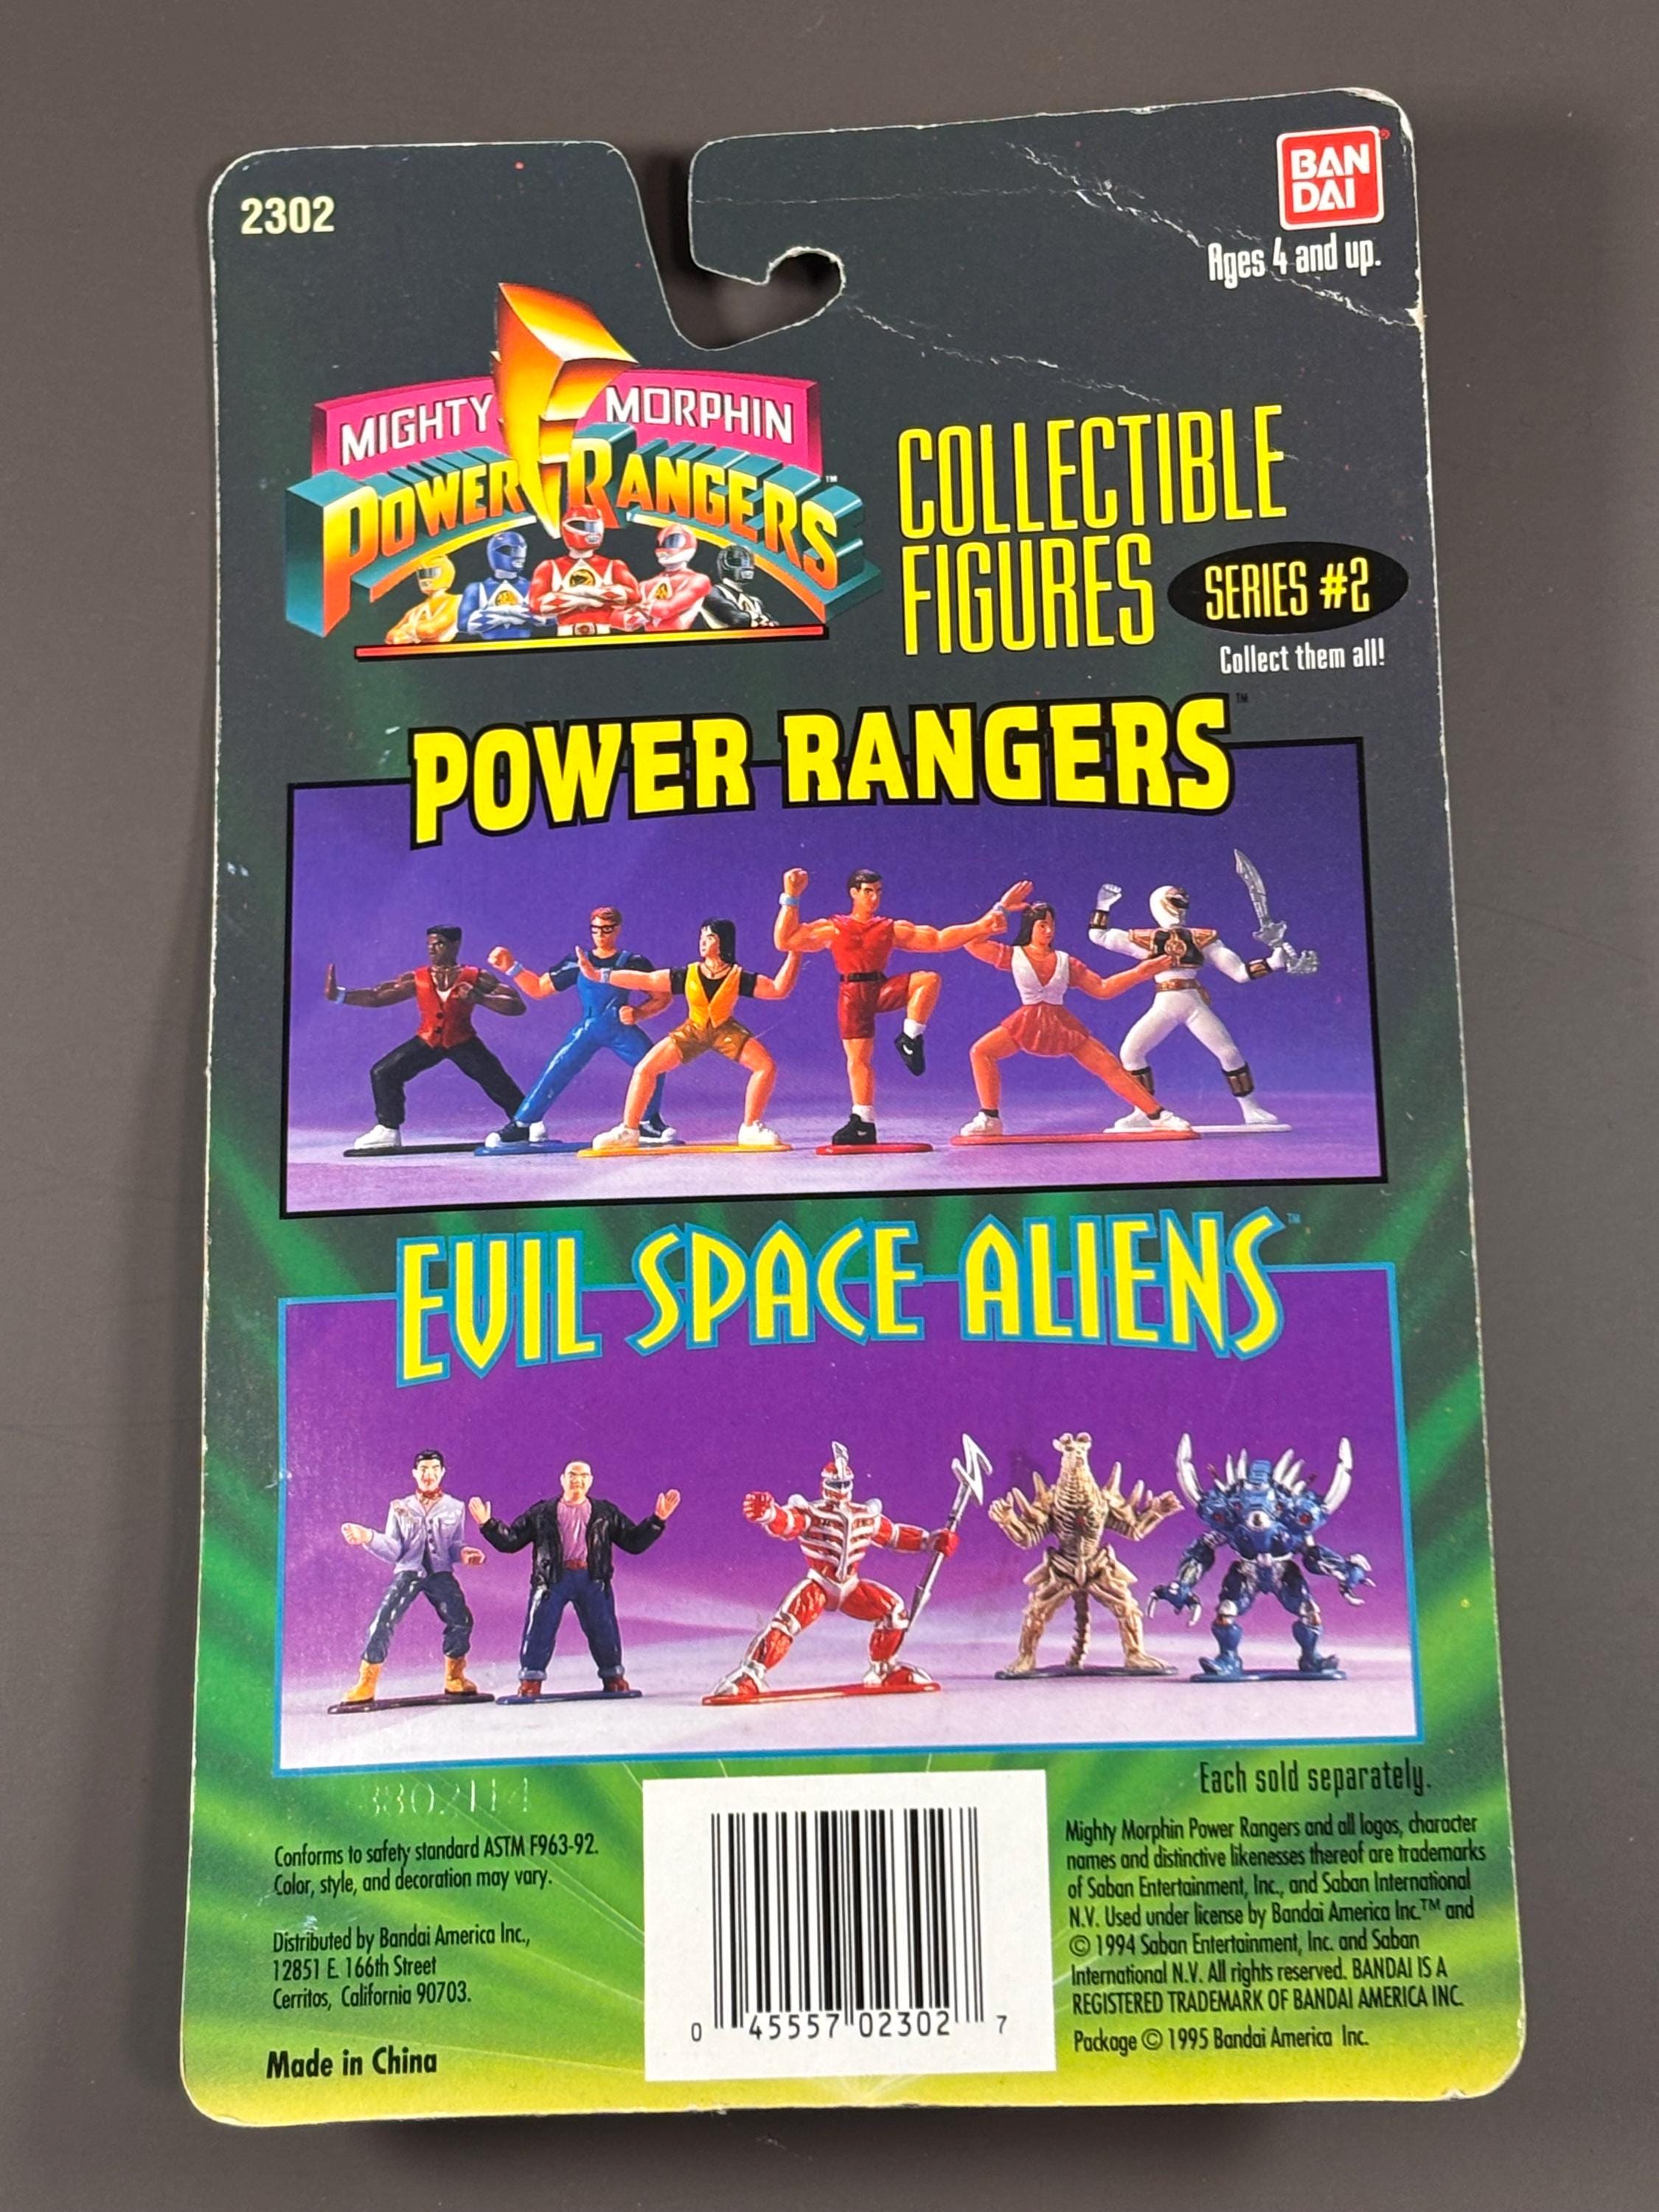 2302
BAN
DAI
®
Ages 4 and up.
MIGHTY MORPHIN
POWER RANGERS
™
COLLECTIBLE
FIGURES
SERIES #2
Collect them all!
POWER RANGERS™
EVIL SPACE ALIENS™
Each sold separately.
3302114
Conforms to safety standard ASTM F963-92.
Color, style, and decoration may vary.
Distributed by Bandai America Inc.,
12851 E. 166th Street
Cerritos, California 90703.
Made in China
0 45557 02302 7
Mighty Morphin Power Rangers and all logos, character
names and distinctive likenesses thereof are trademarks
of Saban Entertainment, Inc., and Saban International
N.V. Used under license by Bandai America Inc.™ and
© 1994 Saban Entertainment, Inc. and Saban
International N.V. All rights reserved. BANDAI IS A
REGISTERED TRADEMARK OF BANDAI AMERICA INC.
Package © 1995 Bandai America Inc.